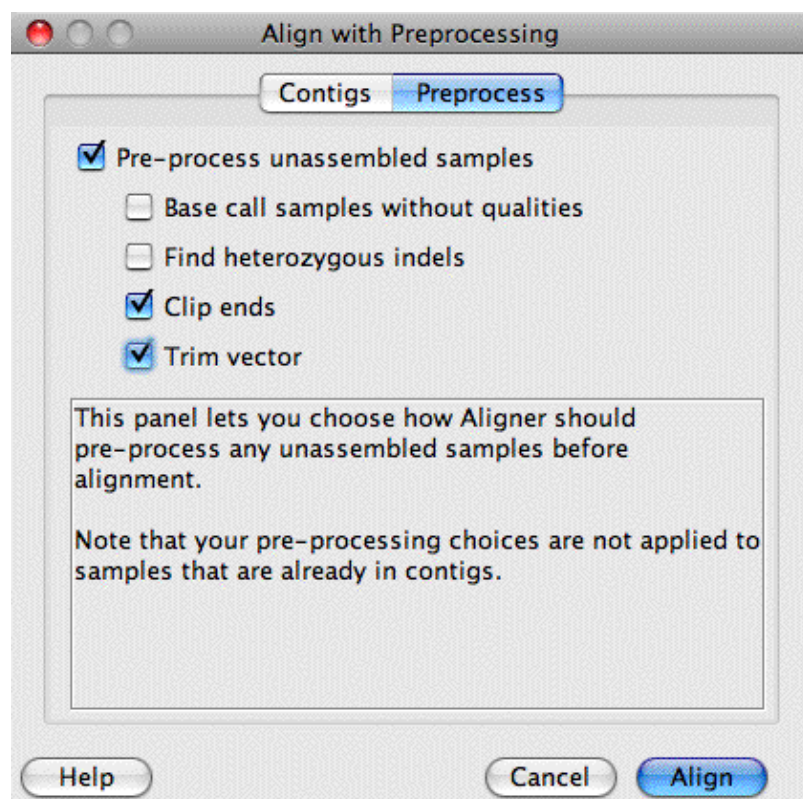 Align with Preprocessing
Contigs Preprocess
Pre-process unassembled samples
Base call samples without qualities
Find heterozygous indels
Clip ends
Trim vector
This panel lets you choose how Aligner should
pre-process any unassembled samples before
alignment.
Note that your pre-processing choices are not applied to
samples that are already in contigs.
Help Cancel Align